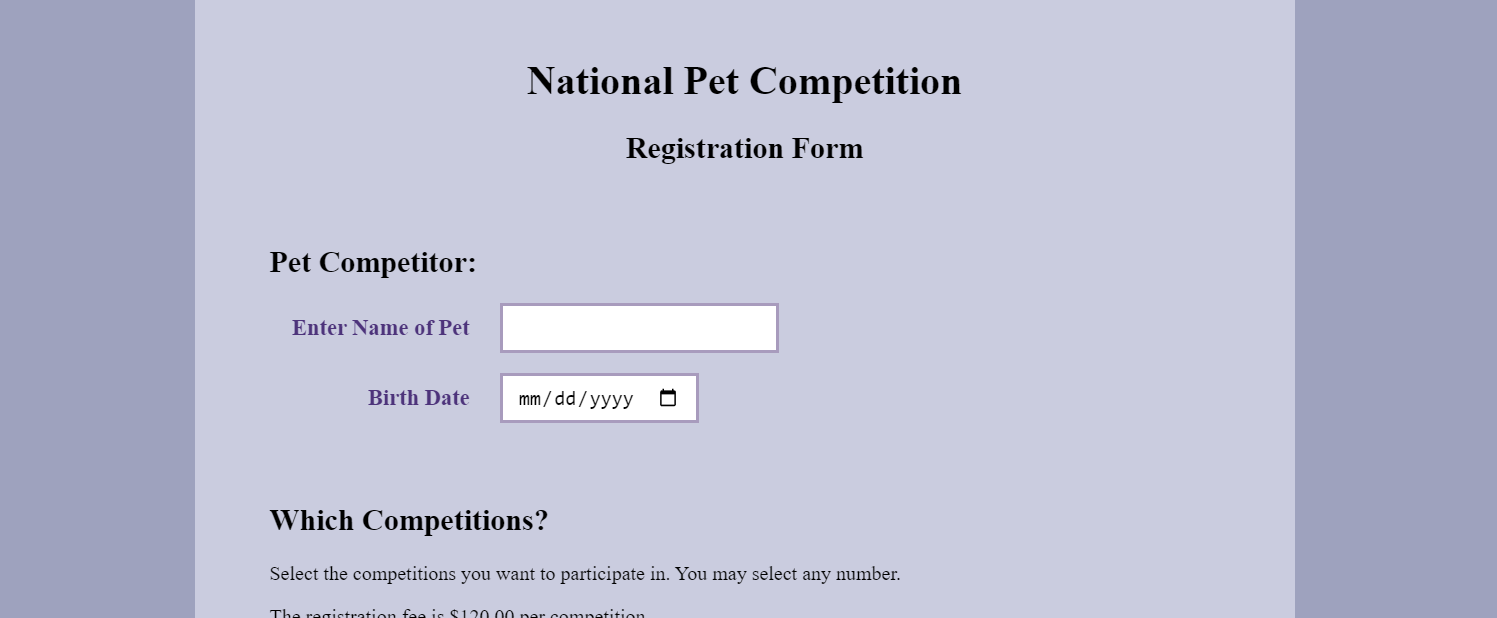 National Pet Competition
Registration Form
Pet Competitor:
Enter Name of Pet
Birth Date
mm/dd/yyyy
Which Competitions?
Select the competitions you want to participate in. You may select any number.
The registration fee is $120.00 per competition.